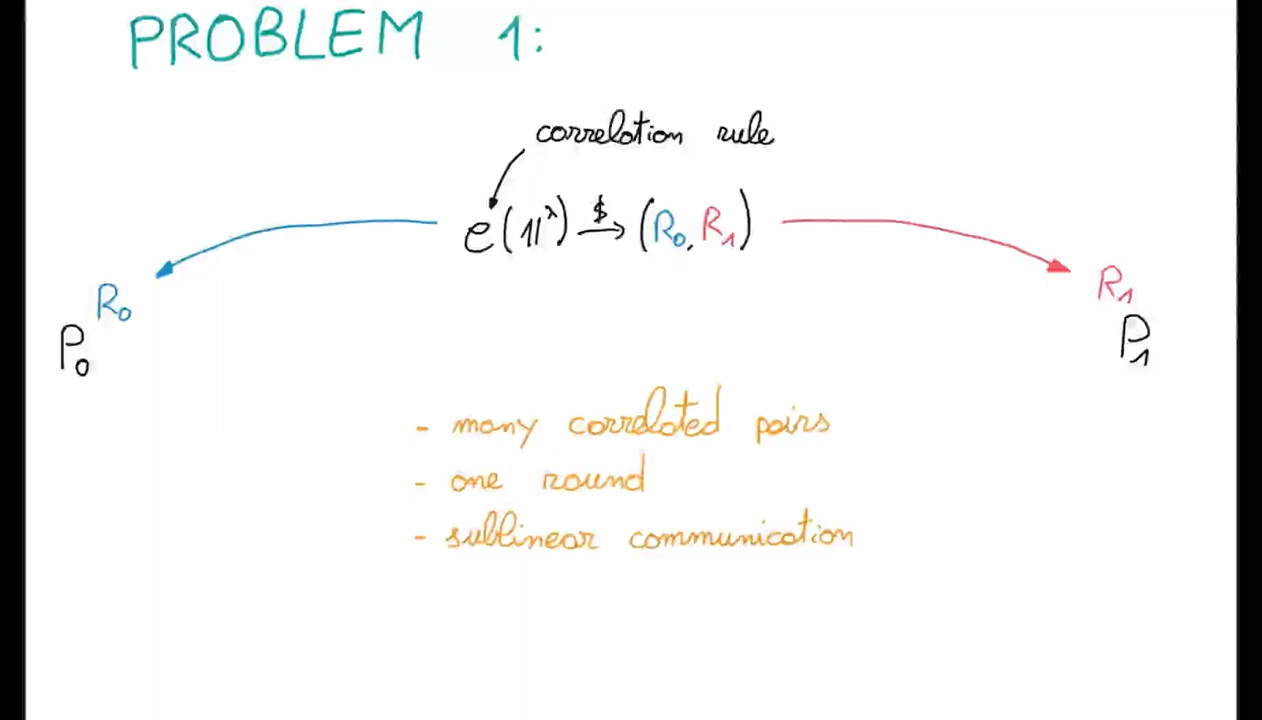 PROBLEM 1:
correlation rule
C(1^λ) $→ (R₀, R₁)
R₀
P₀
R₁
P₁
- many correlated pairs
- one round
- sublinear communication